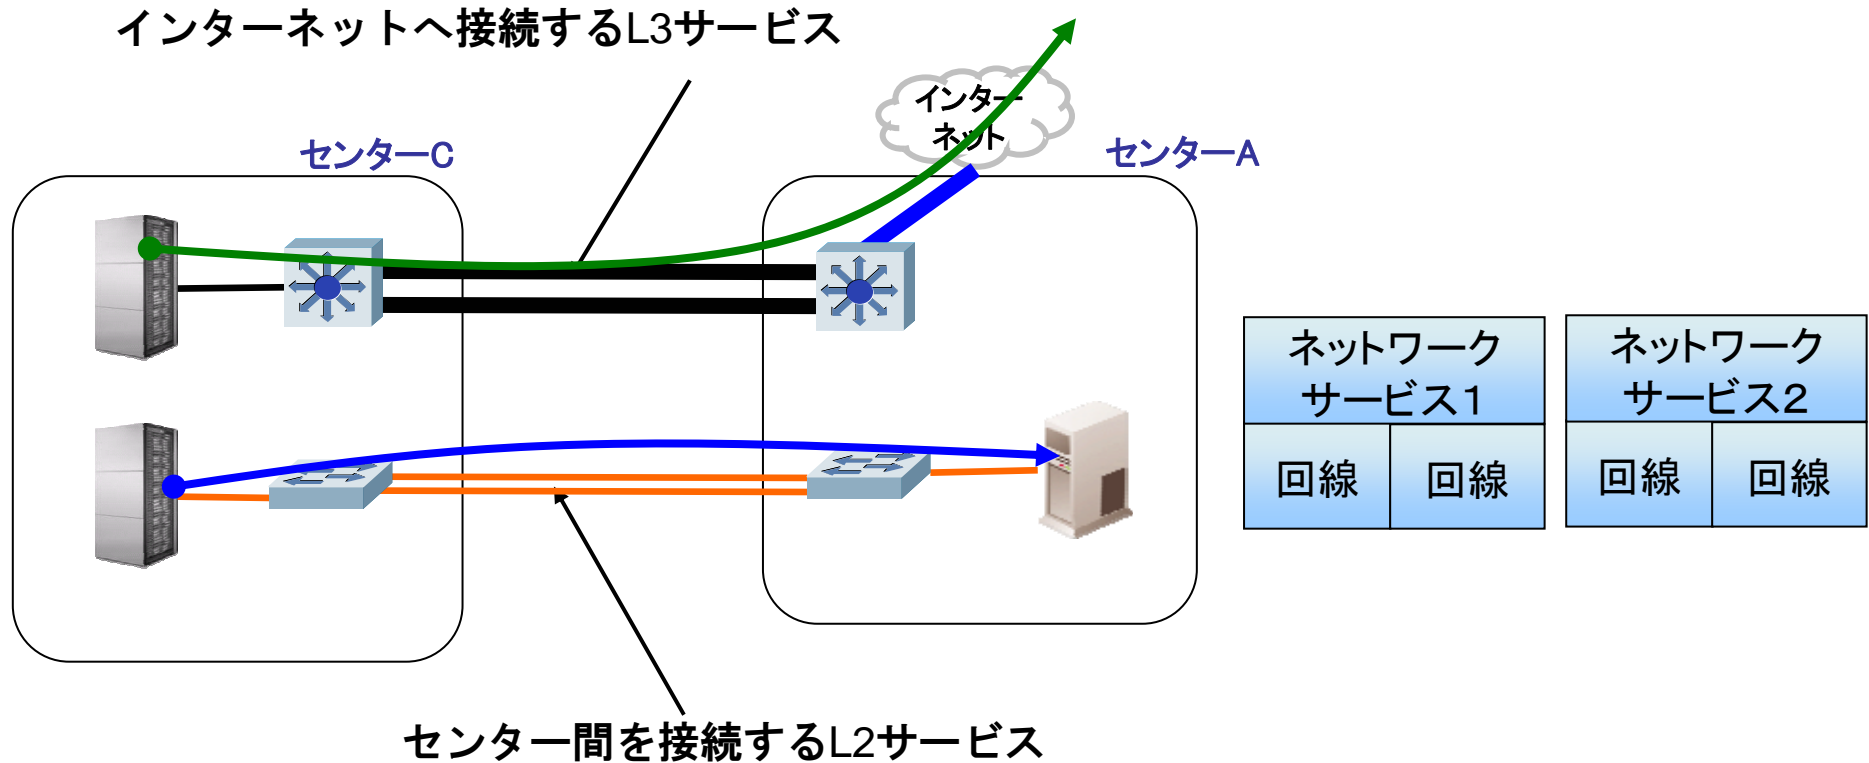 インターネットへ接続するL3サービス
インター
ネット
センターC
センターA
ネットワーク
サービス1
回線
回線
ネットワーク
サービス2
回線
回線
センター間を接続するL2サービス